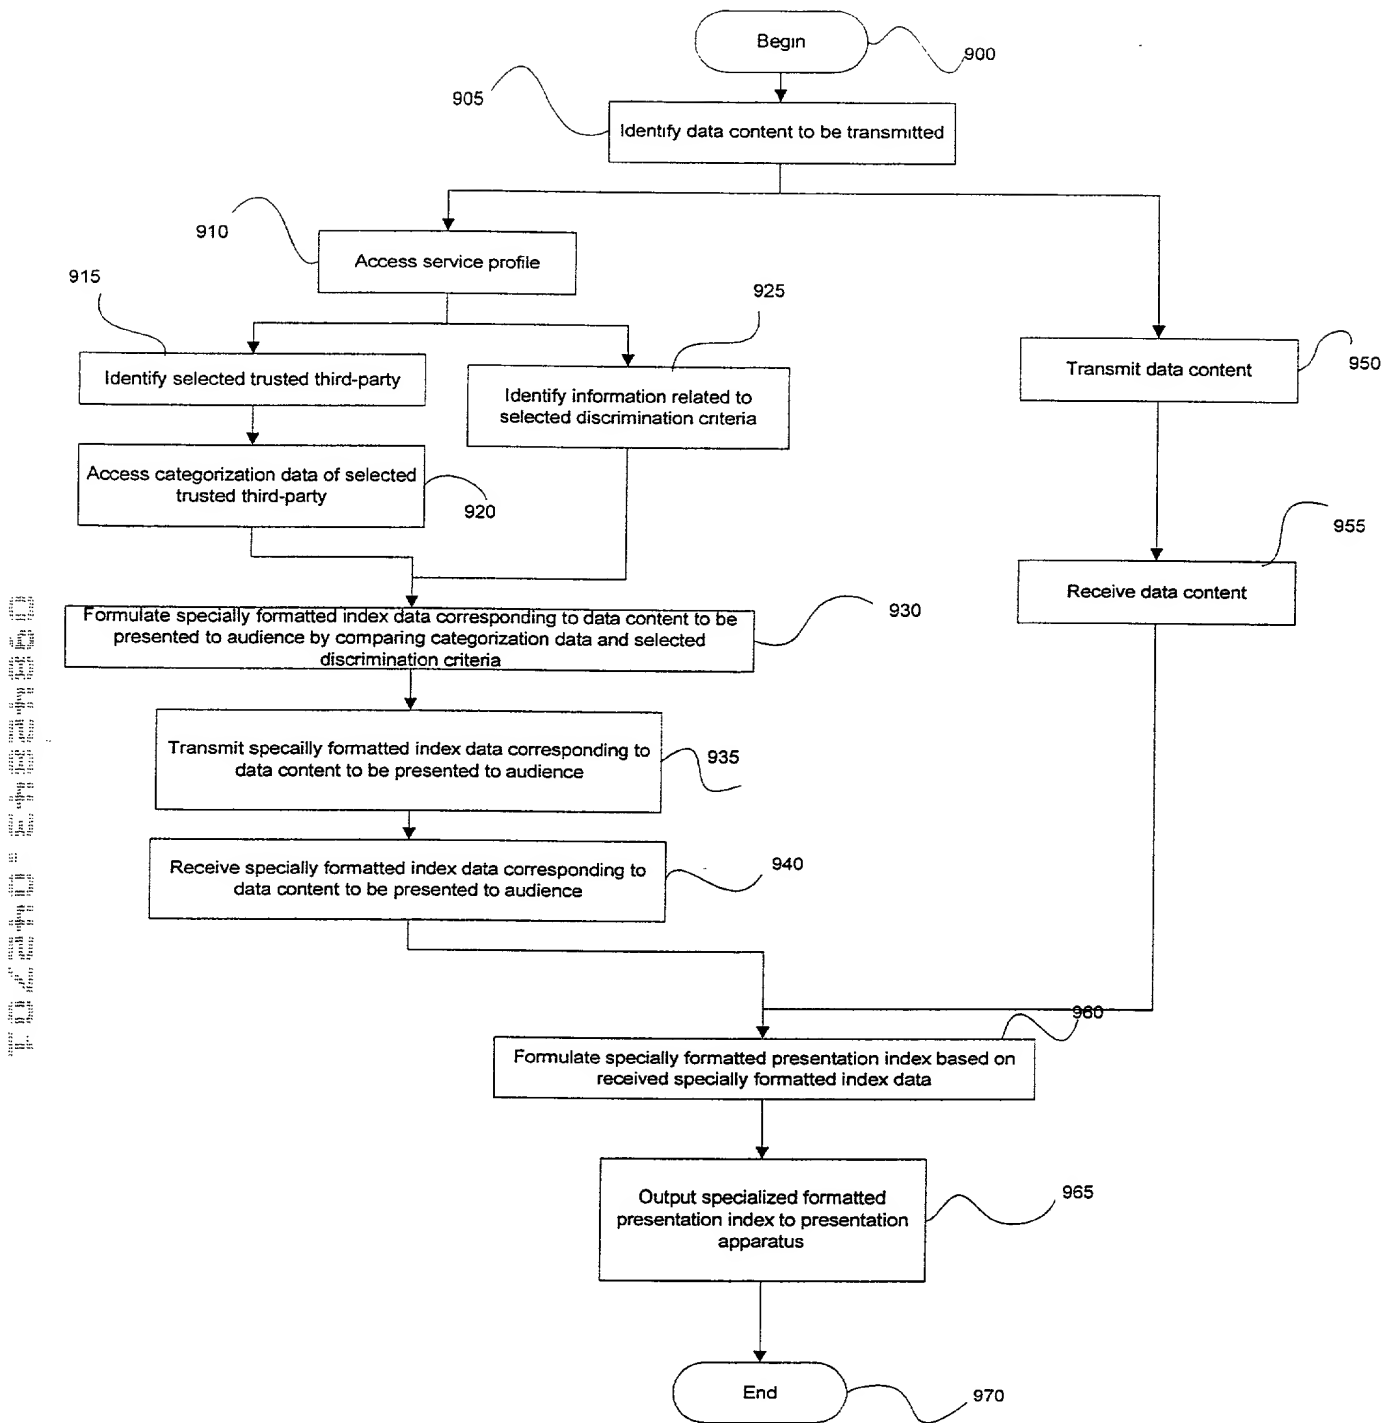 Begin
900
905
Identify data content to be transmitted
910
Access service profile
915
925
Identify selected trusted third-party
Identify information related to
selected discrimination criteria
Transmit data content
950
Access categorization data of selected
trusted third-party
920
955
Receive data content
Formulate specially formatted index data corresponding to data content to be
presented to audience by comparing categorization data and selected
discrimination criteria
930
Transmit specailly formatted index data corresponding to
data content to be presented to audience
935
Receive specially formatted index data corresponding to
data content to be presented to audience
940
960
Formulate specially formatted presentation index based on
received specially formatted index data
Output specialized formatted
presentation index to presentation
apparatus
965
End
970